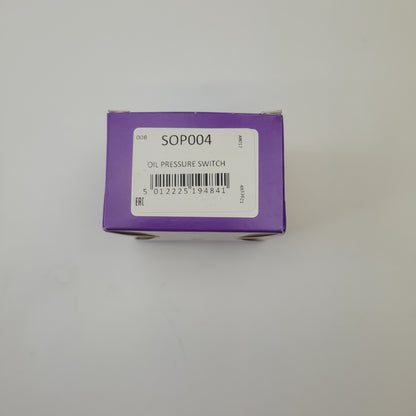 008
SOP004
OIL PRESSURE SWITCH
5 012225 194841
EAC